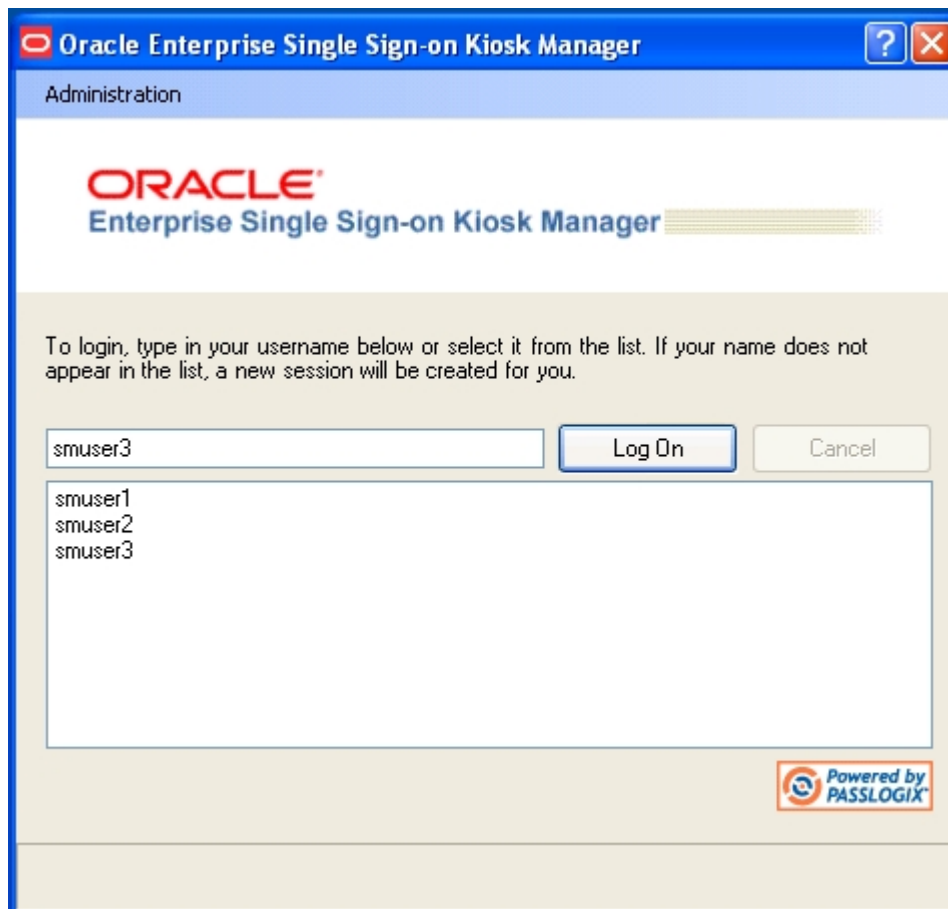 Oracle Enterprise Single Sign-on Kiosk Manager ?
Administration
ORACLE®
Enterprise Single Sign-on Kiosk Manager
To login, type in your username below or select it from the list. If your name does not
appear in the list, a new session will be created for you.
smuser3 Log On Cancel
smuser1
smuser2
smuser3
Powered by
PASSLOGIX